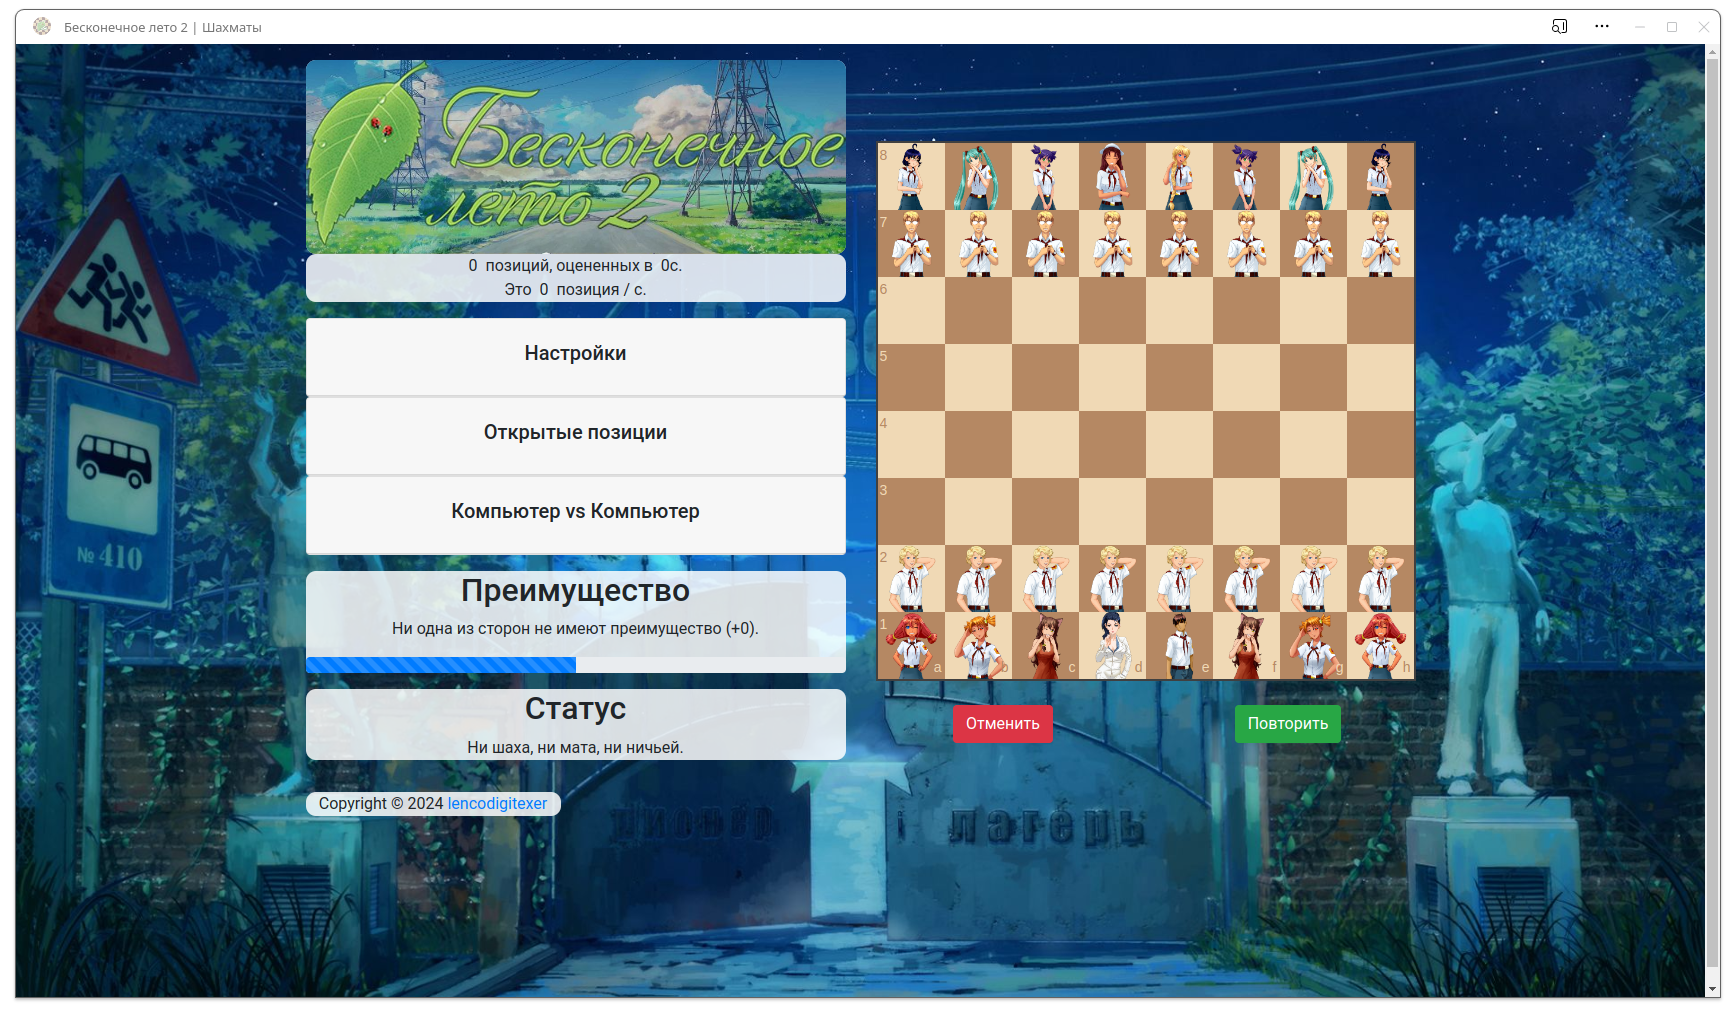 Бесконечное лето 2 | Шахматы
Бесконечное
лето 2
0 позиций, оцененных в 0с.
Это 0 позиция / с.
Настройки
Открытые позиции
Компьютер vs Компьютер
Преимущество
Ни одна из сторон не имеют преимущество (+0).
Статус
Ни шаха, ни мата, ни ничьей.
Copyright © 2024 lencodigitexer
8
7
6
5
4
3
2
1
a b c d e f g h
Отменить
Повторить
№ 410
пионер
лагерь